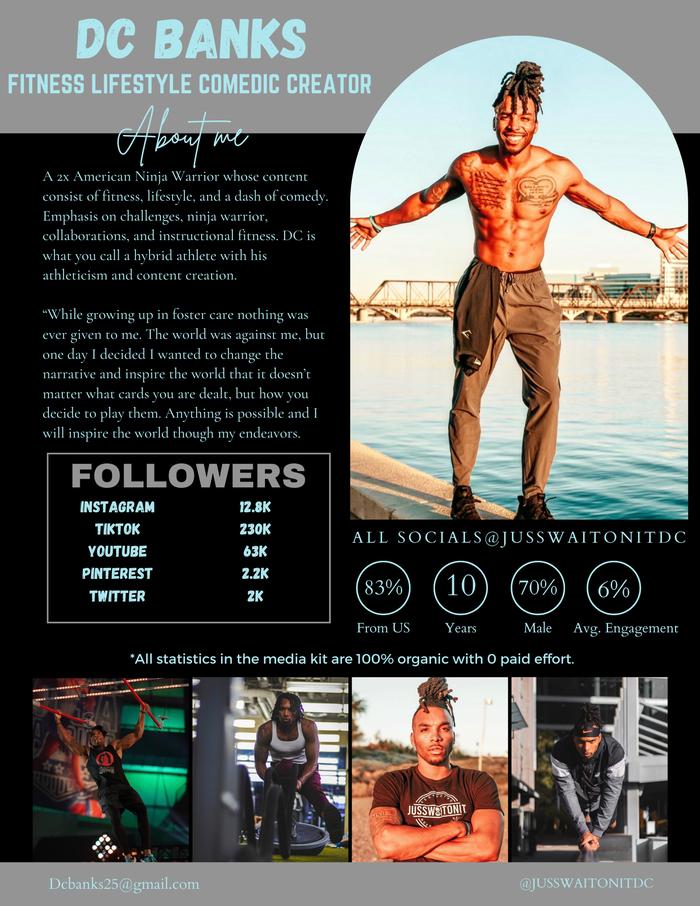 DC BANKS
FITNESS LIFESTYLE COMEDIC CREATOR
About me
A 2x American Ninja Warrior whose content
consist of fitness, lifestyle, and a dash of comedy.
Emphasis on challenges, ninja warrior,
collaborations, and instructional fitness. DC is
what you call a hybrid athlete with his
athleticism and content creation.
“While growing up in foster care nothing was
ever given to me. The world was against me, but
one day I decided I wanted to change the
narrative and inspire the world that it doesn’t
matter what cards you are dealt, but how you
decide to play them. Anything is possible and I
will inspire the world though my endeavors.
FOLLOWERS
INSTAGRAM 12.8K
TIKTOK 230K
YOUTUBE 63K
PINTEREST 2.2K
TWITTER 2K
ALL SOCIALS@JUSSWAITONITDC
83% 10 70% 6%
From US Years Male Avg. Engagement
*All statistics in the media kit are 100% organic with 0 paid effort.
JUSSWAITONIT
Dcbanks25@gmail.com
@JUSSWAITONITDC